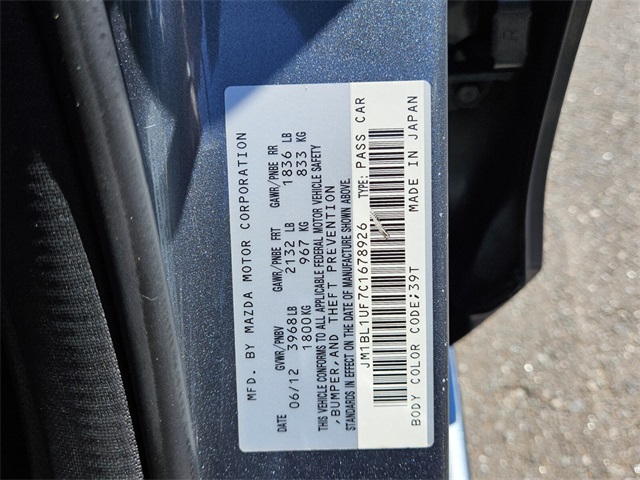 MFD. BY MAZDA MOTOR CORPORATION
DATE GVWR/PNBV GAWR/PNBE FRT GAWR/PNBE RR
06/12 3968LB 2132 LB 1836 LB
1800KG 967 KG 833 KG
THIS VEHICLE CONFORMS TO ALL APPLICABLE FEDERAL MOTOR VEHICLE SAFETY
,BUMPER,AND THEFT PREVENTION
STANDARDS IN EFFECT ON THE DATE OF MANUFACTURE SHOWN ABOVE.
JM1BL1UF7C1678926 TYPE: PASS CAR
BODY COLOR CODE;39T MADE IN JAPAN